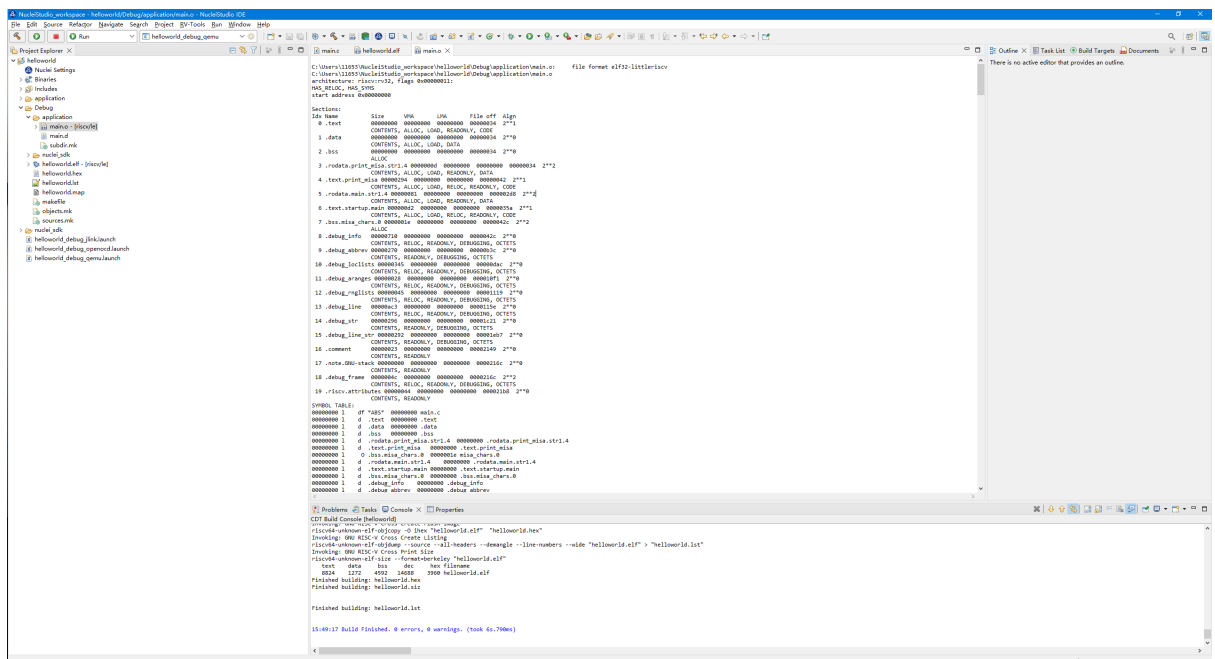 NucleiStudio_workspace - helloworld/Debug/application/main.o - NucleiStudio IDE
File Edit Source Refactor Navigate Search Project RV-Tools Run Window Help
Run
helloworld_debug_qemu
Project Explorer
helloworld
Nuclei Settings
Binaries
Includes
application
Debug
application
main.o - [riscv/le]
main.d
subdir.mk
nuclei_sdk
helloworld.elf - [riscv/le]
helloworld.hex
helloworld.lst
helloworld.map
makefile
objects.mk
sources.mk
nuclei_sdk
helloworld_debug_jlink.launch
helloworld_debug_openocd.launch
helloworld_debug_qemu.launch
main.c helloworld.elf main.o
C:\Users\11653\NucleiStudio_workspace\helloworld\Debug\application\main.o: file format elf32-littleriscv
C:\Users\11653\NucleiStudio_workspace\helloworld\Debug\application\main.o
architecture: riscv:rv32, flags 0x00000011:
HAS_RELOC, HAS_SYMS
start address 0x00000000
Sections:
Idx Name Size VMA LMA File off Algn
0 .text 00000000 00000000 00000000 00000034 2**1
CONTENTS, ALLOC, LOAD, READONLY, CODE
1 .data 00000000 00000000 00000000 00000034 2**0
CONTENTS, ALLOC, LOAD, DATA
2 .bss 00000000 00000000 00000000 00000034 2**0
ALLOC
3 .rodata.print_misa.str1.4 0000000d 00000000 00000000 00000034 2**2
CONTENTS, ALLOC, LOAD, READONLY, DATA
4 .text.print_misa 00000294 00000000 00000000 00000042 2**1
CONTENTS, ALLOC, LOAD, RELOC, READONLY, CODE
5 .rodata.main.str1.4 00000081 00000000 00000000 000002d8 2**2
CONTENTS, ALLOC, LOAD, READONLY, DATA
6 .text.startup.main 000000d2 00000000 00000000 0000035a 2**1
CONTENTS, ALLOC, LOAD, RELOC, READONLY, CODE
7 .bss.misa_chars.0 0000001e 00000000 00000000 0000042c 2**2
ALLOC
8 .debug_info 00000710 00000000 00000000 0000042c 2**0
CONTENTS, RELOC, READONLY, DEBUGGING, OCTETS
9 .debug_abbrev 00000270 00000000 00000000 00000b3c 2**0
CONTENTS, READONLY, DEBUGGING, OCTETS
10 .debug_loclists 00000345 00000000 00000000 00000dac 2**0
CONTENTS, RELOC, READONLY, DEBUGGING, OCTETS
11 .debug_aranges 00000028 00000000 00000000 000010f1 2**0
CONTENTS, RELOC, READONLY, DEBUGGING, OCTETS
12 .debug_rnglists 00000045 00000000 00000000 00001119 2**0
CONTENTS, RELOC, READONLY, DEBUGGING, OCTETS
13 .debug_line 00000ac3 00000000 00000000 0000115e 2**0
CONTENTS, RELOC, READONLY, DEBUGGING, OCTETS
14 .debug_str 00000296 00000000 00000000 00001c21 2**0
CONTENTS, READONLY, DEBUGGING, OCTETS
15 .debug_line_str 00000292 00000000 00000000 00001eb7 2**0
CONTENTS, READONLY, DEBUGGING, OCTETS
16 .comment 00000023 00000000 00000000 00002149 2**0
CONTENTS, READONLY
17 .note.GNU-stack 00000000 00000000 00000000 0000216c 2**0
CONTENTS, READONLY
18 .debug_frame 0000004c 00000000 00000000 0000216c 2**2
CONTENTS, RELOC, READONLY, DEBUGGING, OCTETS
19 .riscv.attributes 00000044 00000000 00000000 000021b8 2**0
CONTENTS, READONLY
SYMBOL TABLE:
00000000 l df *ABS* 00000000 main.c
00000000 l d .text 00000000 .text
00000000 l d .data 00000000 .data
00000000 l d .bss 00000000 .bss
00000000 l d .rodata.print_misa.str1.4 00000000 .rodata.print_misa.str1.4
00000000 l d .text.print_misa 00000000 .text.print_misa
00000000 l O .bss.misa_chars.0 0000001e misa_chars.0
00000000 l d .rodata.main.str1.4 00000000 .rodata.main.str1.4
00000000 l d .text.startup.main 00000000 .text.startup.main
00000000 l d .bss.misa_chars.0 00000000 .bss.misa_chars.0
00000000 l d .debug_info 00000000 .debug_info
00000000 l d .debug_abbrev 00000000 .debug_abbrev
Outline Task List Build Targets Documents
There is no active editor that provides an outline.
Problems Tasks Console Properties
CDT Build Console [helloworld]
Invoking: GNU RISC-V Cross Create Flash Image
riscv64-unknown-elf-objcopy -O ihex "helloworld.elf" "helloworld.hex"
Invoking: GNU RISC-V Cross Create Listing
riscv64-unknown-elf-objdump --source --all-headers --demangle --line-numbers --wide "helloworld.elf" > "helloworld.lst"
Invoking: GNU RISC-V Cross Print Size
riscv64-unknown-elf-size --format=berkeley "helloworld.elf"
text data bss dec hex filename
8824 1272 4592 14688 3960 helloworld.elf
Finished building: helloworld.hex
Finished building: helloworld.siz
Finished building: helloworld.lst
15:49:17 Build Finished. 0 errors, 0 warnings. (took 6s.790ms)